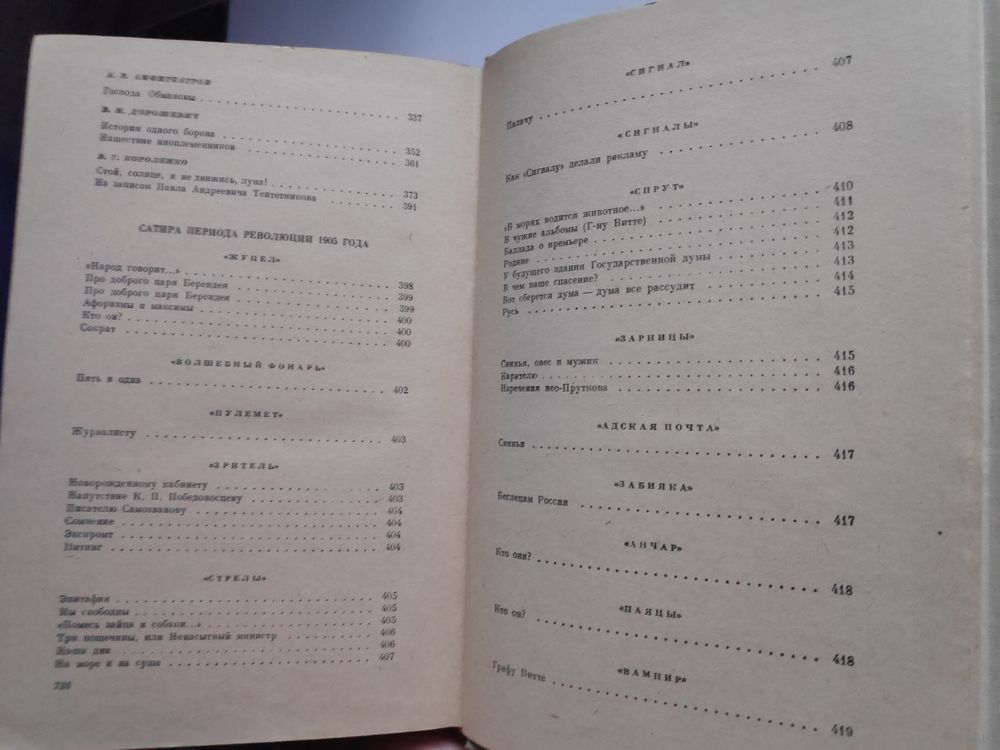 А. В. АМФИТЕАТРОВ
Господа Обмановы 337
В. М. ДОРОШЕВИЧ
История одного борова 352
Нашествие иноплеменников 361
В. Г. КОРОЛЕНКО
Стой, солнце, и не движись, луна! 373
Из записок Павла Андреевича Тентетникова 391
САТИРА ПЕРИОДА РЕВОЛЮЦИИ 1905 ГОДА
«ЖУПЕЛ»
«Народ говорит...» 398
Про доброго царя Берендея 399
Про доброго царя Берендея 399
Афоризмы и максимы 400
Кто он? 400
Сократ 400
«ВОЛШЕБНЫЙ ФОНАРЬ»
Пять и одна 402
«ПУЛЕМЕТ»
Журналисту 403
«ЗРИТЕЛЬ»
Новорожденному кабинету 403
Напутствие К. П. Победоносцеву 403
Писателю Самозванову 404
Сомнение 404
Экспромт 404
Митинг 404
«СТРЕЛЫ»
Эпитафия 405
Мы свободны 405
«Помесь зайца и собаки...» 405
Три пощечины, или Ненасытный министр 406
Наши дни 406
На море и на суше 407
726
«СИГНАЛ»
Палачу 407
«СИГНАЛЫ»
Как «Сигналу» делали рекламу 408
«СПРУТ»
«В морях водится животное...» 410
В чужие альбомы (Г-ну Витте) 411
Баллада о премьере 412
Родине 412
У будущего здания Государственной думы 413
В чем наше спасение? 413
Вот сберется дума — дума все рассудит 414
Русь 415
«ЗАРНИЦЫ»
Свинья, овес и мужик 415
Карателю 416
Изречения нео-Пруткова 416
«АДСКАЯ ПОЧТА»
Свиньи 417
«ЗАБИЯКА»
Беглецам России 417
«АНЧАР»
Кто они? 418
«ПАЯЦЫ»
Кто он? 418
«ВАМПИР»
Графу Витте 419